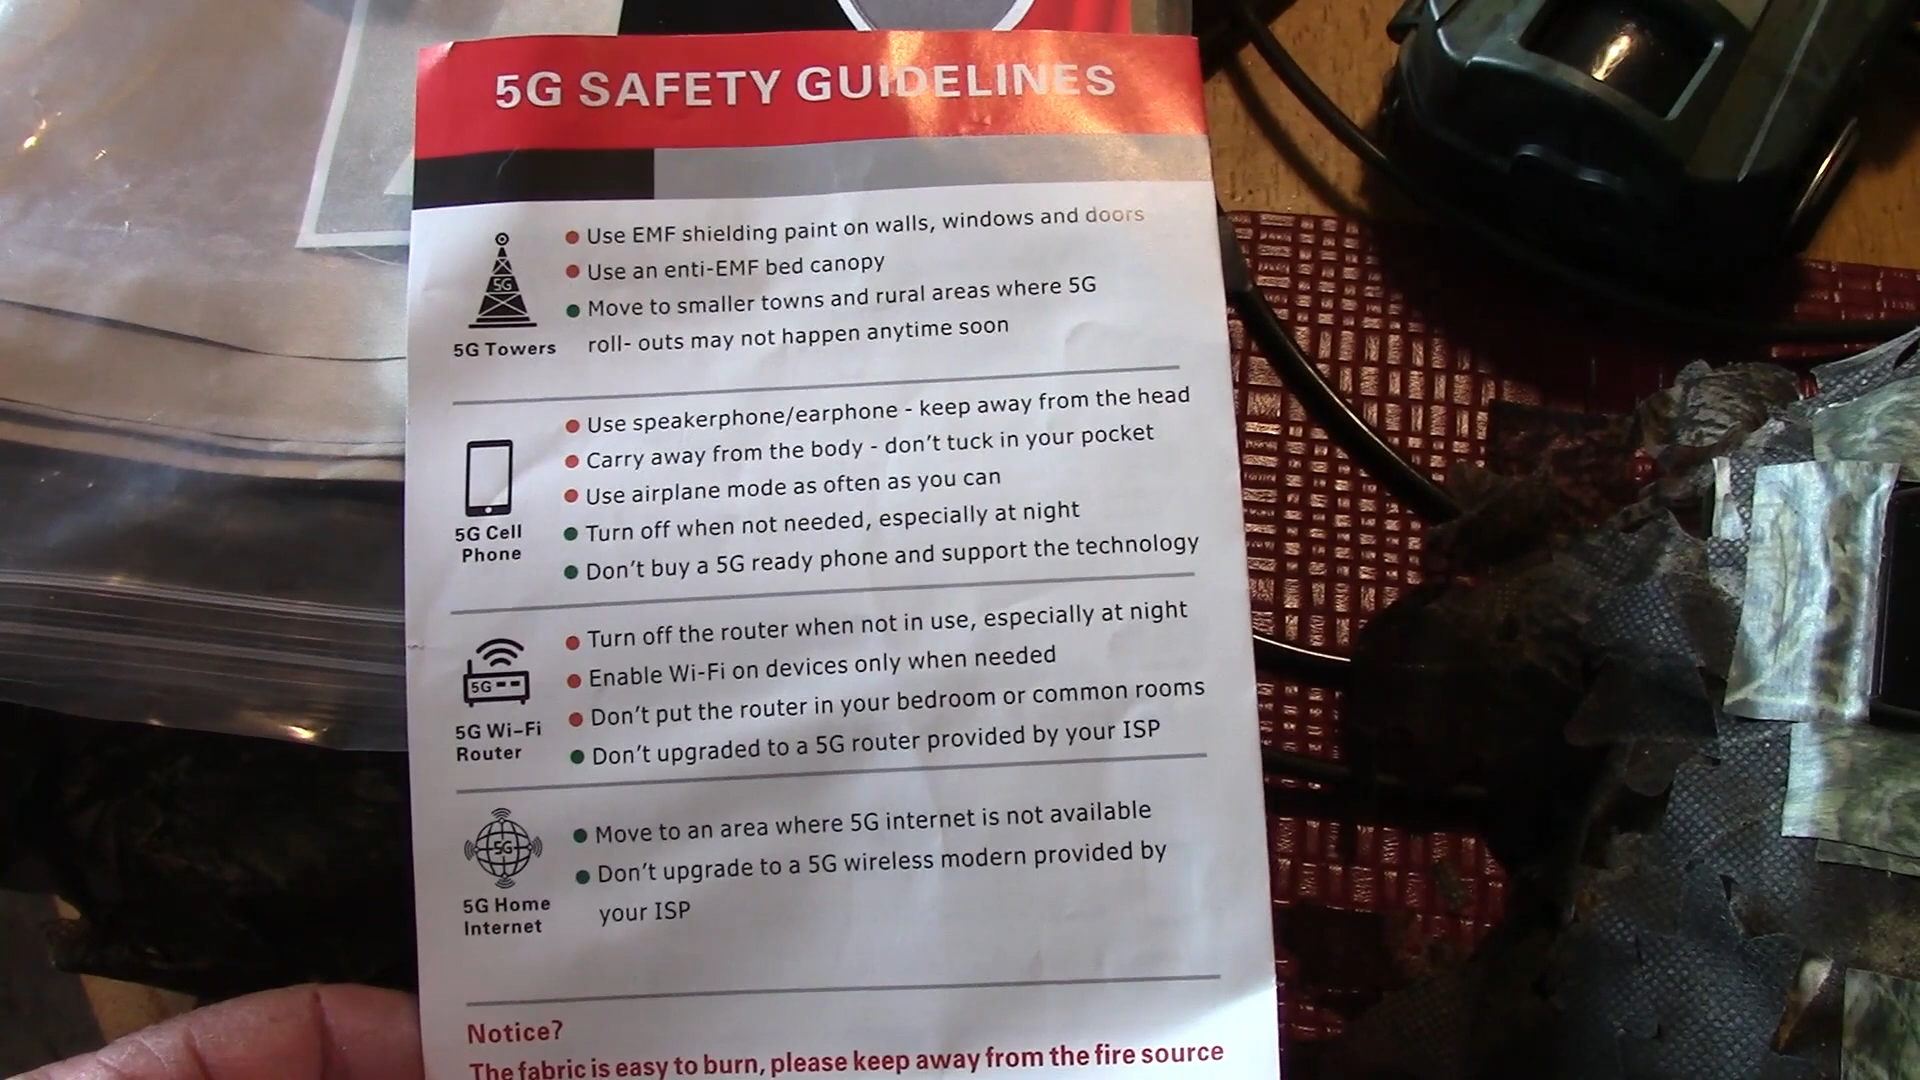 5G SAFETY GUIDELINES
5G
5G Towers
Use EMF shielding paint on walls, windows and doors
Use an enti-EMF bed canopy
Move to smaller towns and rural areas where 5G
roll- outs may not happen anytime soon
5G Cell
Phone
Use speakerphone/earphone - keep away from the head
Carry away from the body - don't tuck in your pocket
Use airplane mode as often as you can
Turn off when not needed, especially at night
Don't buy a 5G ready phone and support the technology
5G
5G Wi-Fi
Router
Turn off the router when not in use, especially at night
Enable Wi-Fi on devices only when needed
Don't put the router in your bedroom or common rooms
Don't upgraded to a 5G router provided by your ISP
5G
5G Home
Internet
Move to an area where 5G internet is not available
Don't upgrade to a 5G wireless modern provided by
your ISP
Notice?
The fabric is easy to burn, please keep away from the fire source